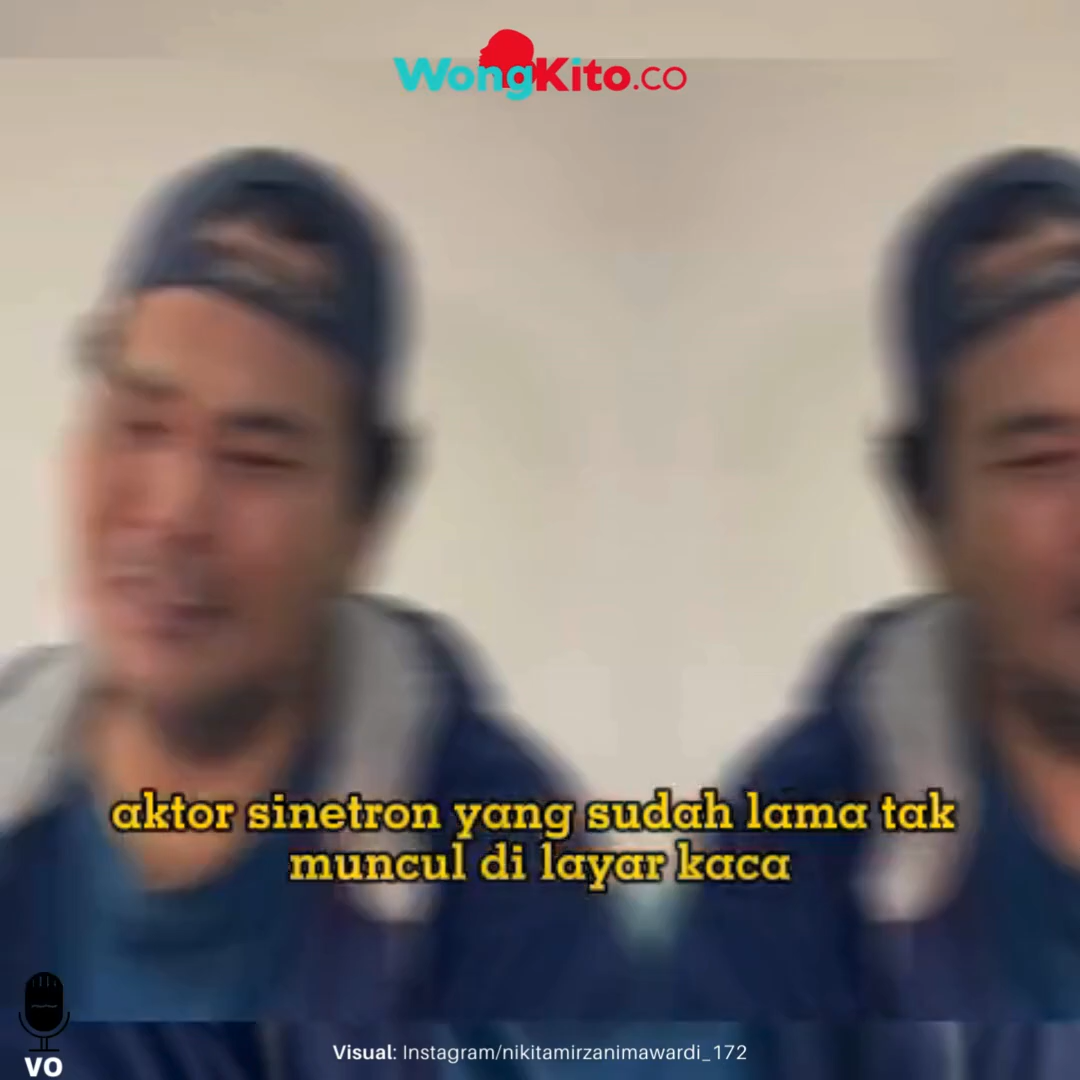 WongKito.co
aktor sinetron yang sudah lama tak
muncul di layar kaca
Visual: Instagram/nikitamirzanimawardi_172
VO